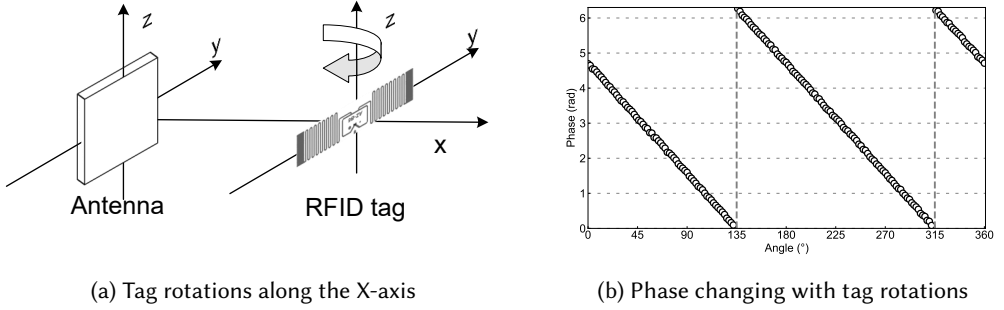 z
y
Antenna
z
y
x
RFID tag
(a) Tag rotations along the X-axis
6
5
4
3
2
1
0
Phase (rad)
0 45 90 135 180 225 270 315 360
Angle (°)
(b) Phase changing with tag rotations